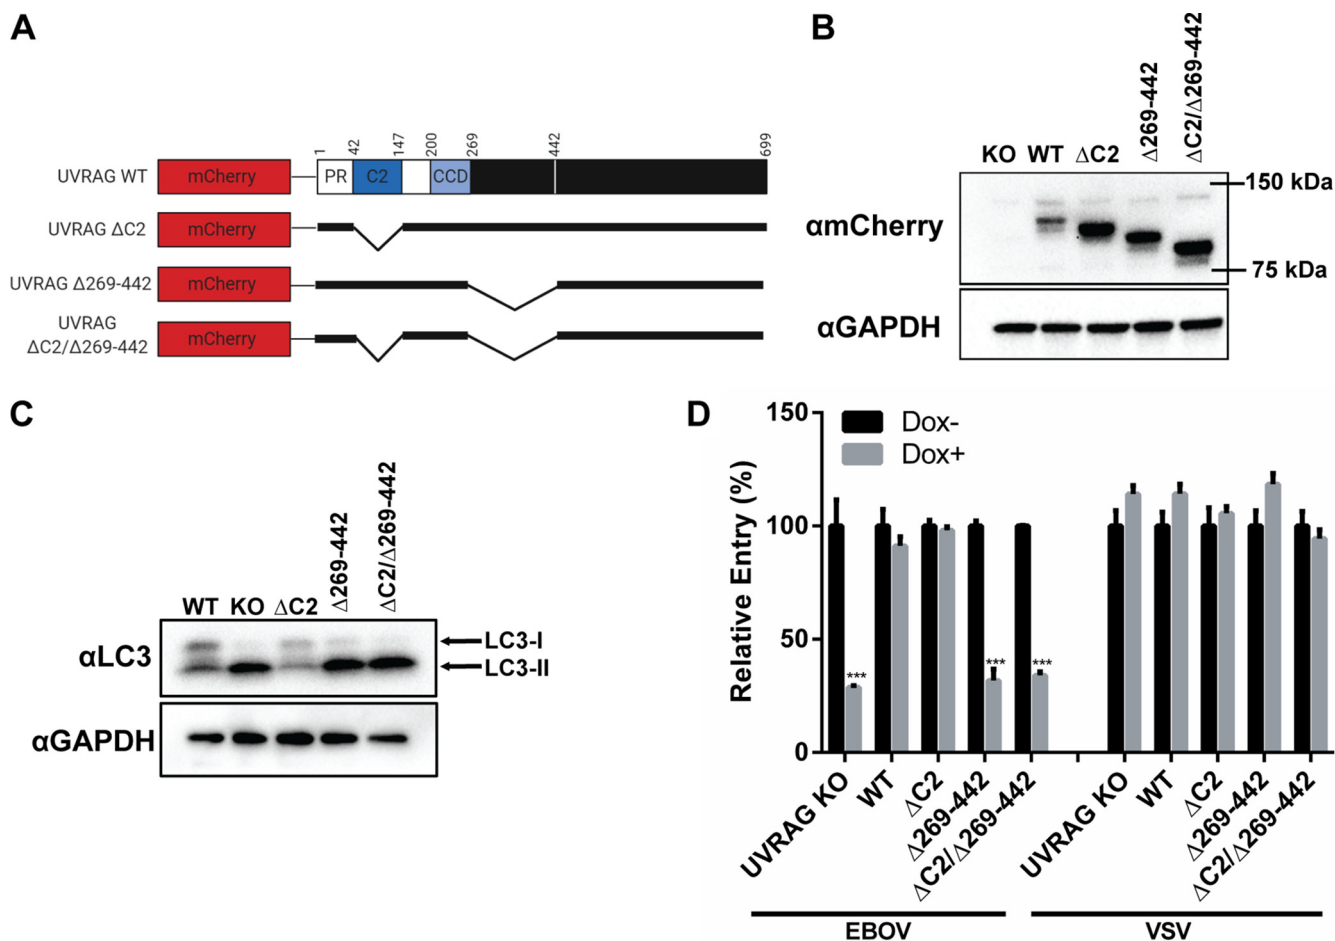 A
1
42
147
200
269
442
699
UVRAG WT
mCherry
PR
C2
CCD
UVRAG ΔC2
mCherry
UVRAG Δ269-442
mCherry
UVRAG
ΔC2/Δ269-442
mCherry
B
KO
WT
ΔC2
Δ269-442
ΔC2/Δ269-442
αmCherry
150 kDa
75 kDa
αGAPDH
C
WT
KO
ΔC2
Δ269-442
ΔC2/Δ269-442
αLC3
LC3-I
LC3-II
αGAPDH
D
Relative Entry (%)
150
100
50
0
Dox-
Dox+
***
***
***
UVRAG KO
WT
ΔC2
Δ269-442
ΔC2/Δ269-442
UVRAG KO
WT
ΔC2
Δ269-442
ΔC2/Δ269-442
EBOV
VSV